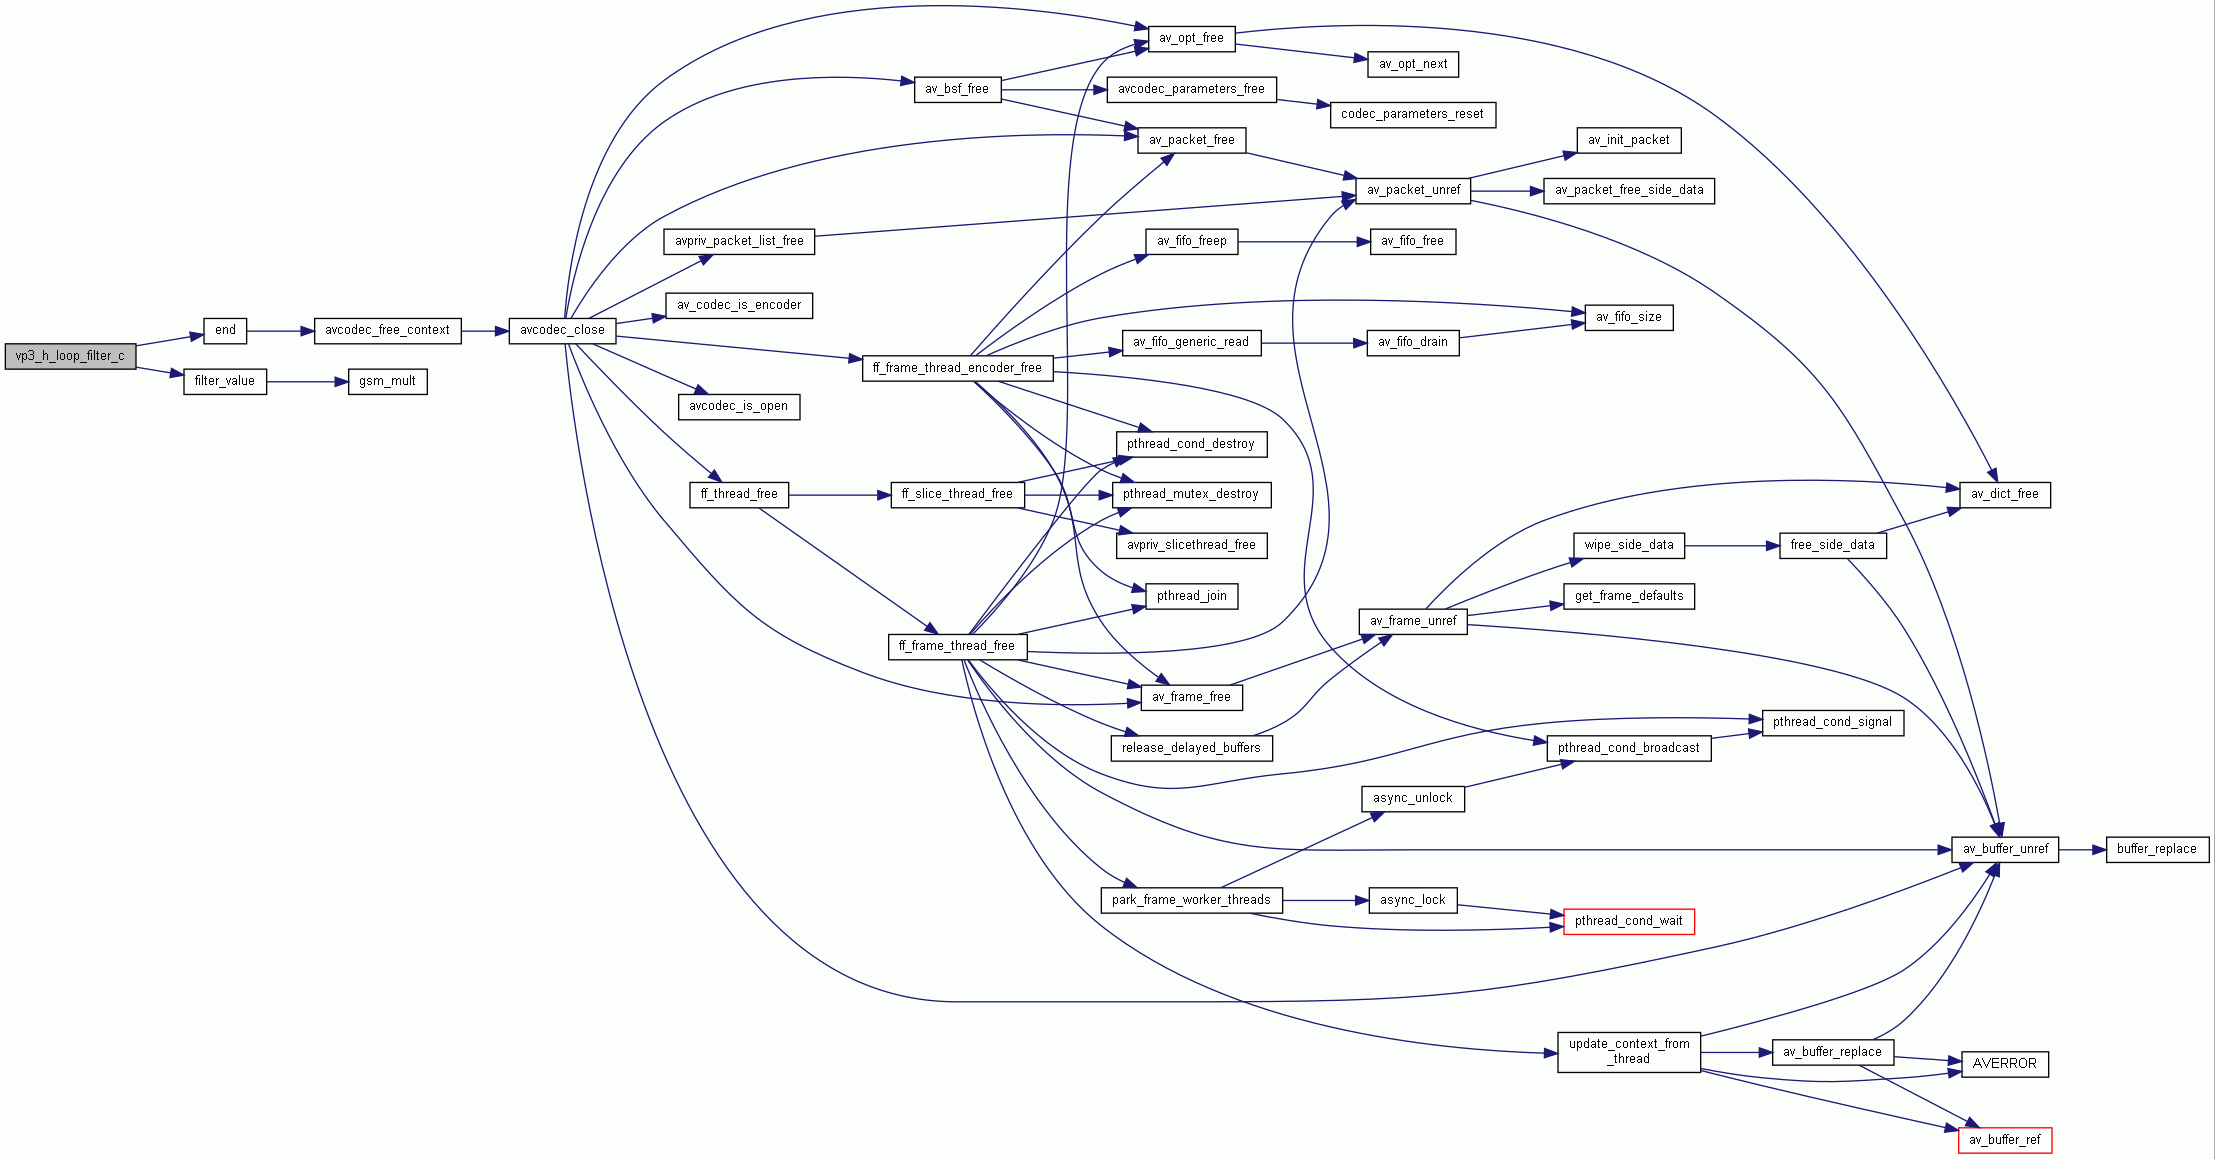 av_opt_free
av_opt_next
av_bsf_free
avcodec_parameters_free
codec_parameters_reset
av_packet_free
av_init_packet
av_packet_unref
av_packet_free_side_data
avpriv_packet_list_free
av_fifo_freep
av_fifo_free
av_codec_is_encoder
av_fifo_size
end
avcodec_free_context
avcodec_close
vp3_h_loop_filter_c
av_fifo_generic_read
av_fifo_drain
ff_frame_thread_encoder_free
filter_value
gsm_mult
avcodec_is_open
pthread_cond_destroy
ff_thread_free
ff_slice_thread_free
pthread_mutex_destroy
av_dict_free
avpriv_slicethread_free
wipe_side_data
free_side_data
pthread_join
get_frame_defaults
av_frame_unref
ff_frame_thread_free
av_frame_free
pthread_cond_signal
release_delayed_buffers
pthread_cond_broadcast
async_unlock
av_buffer_unref
buffer_replace
park_frame_worker_threads
async_lock
pthread_cond_wait
update_context_from
_thread
av_buffer_replace
AVERROR
av_buffer_ref